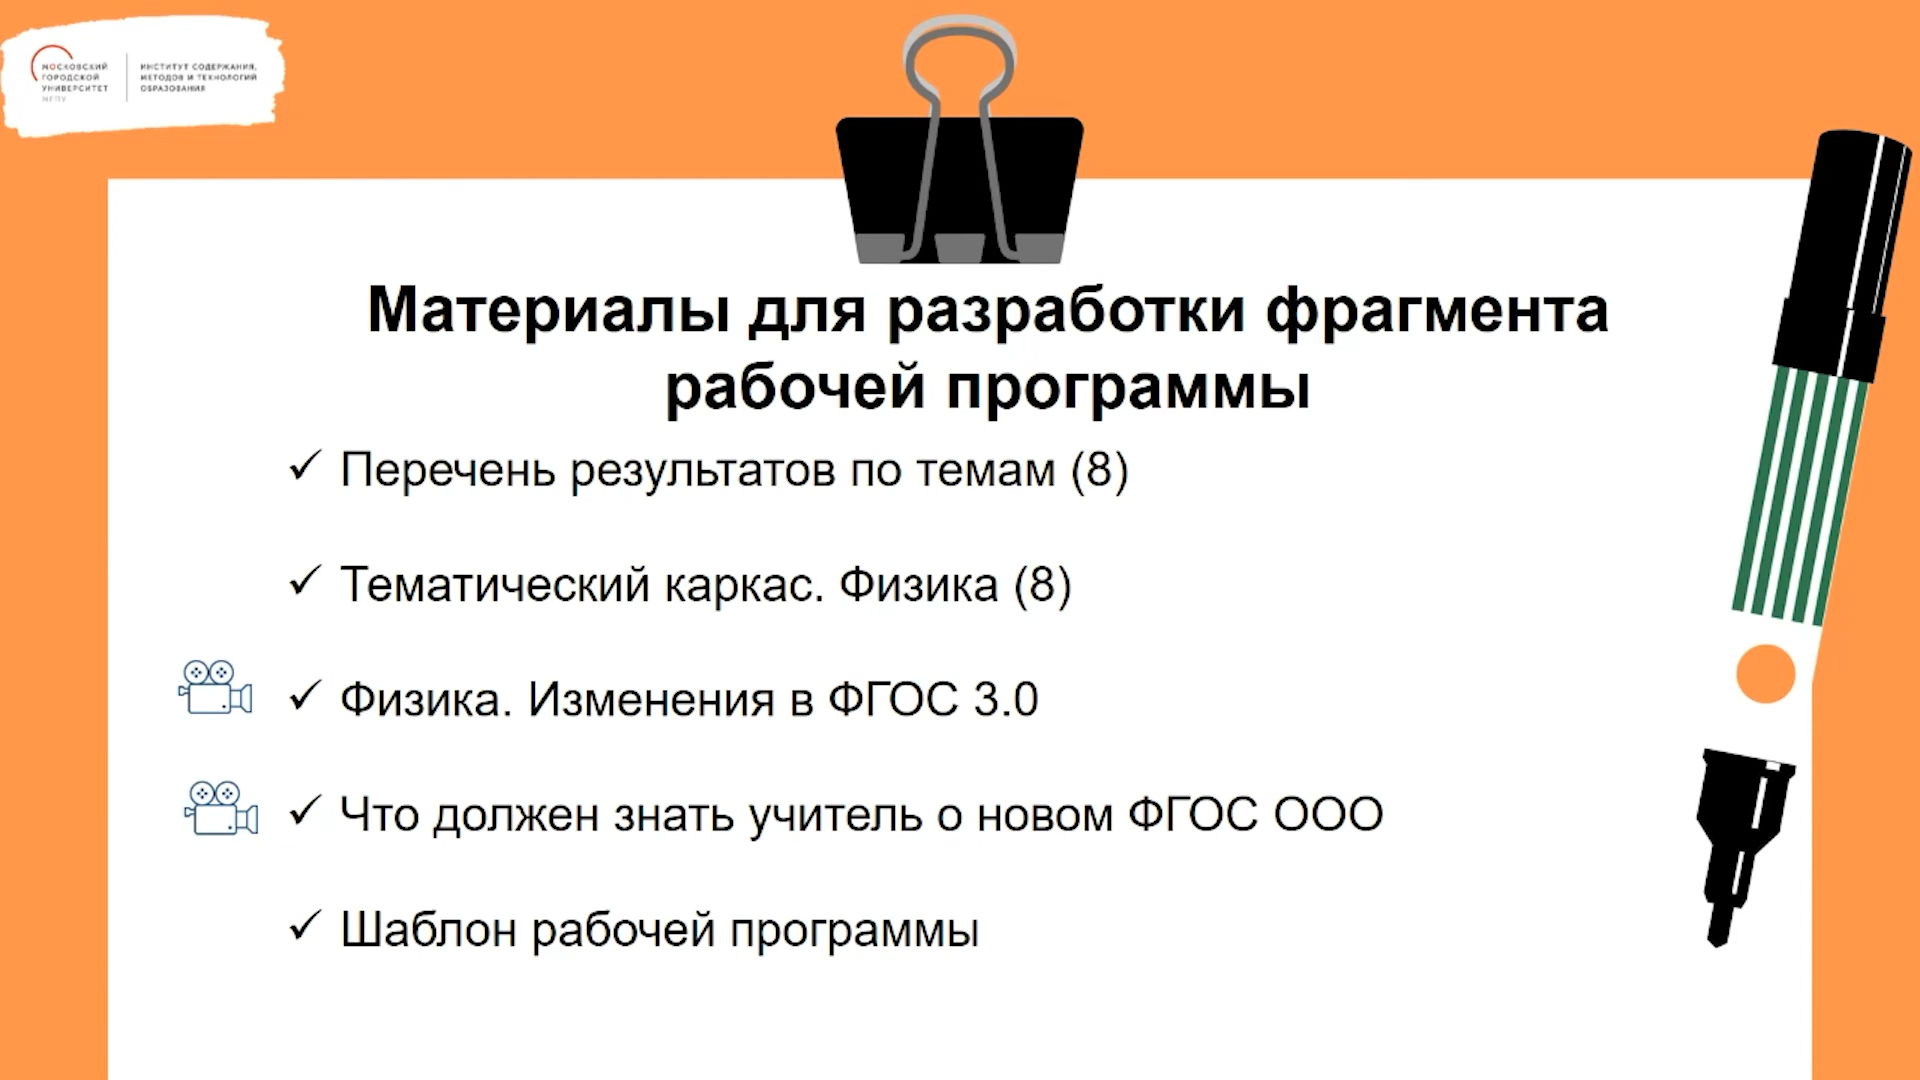 МОСКОВСКИЙ
ГОРОДСКОЙ
УНИВЕРСИТЕТ
МГПУ
ИНСТИТУТ СОДЕРЖАНИЯ,
МЕТОДОВ И ТЕХНОЛОГИЙ
ОБРАЗОВАНИЯ
Материалы для разработки фрагмента
рабочей программы
✓ Перечень результатов по темам (8)
✓ Тематический каркас. Физика (8)
✓ Физика. Изменения в ФГОС 3.0
✓ Что должен знать учитель о новом ФГОС ООО
✓ Шаблон рабочей программы